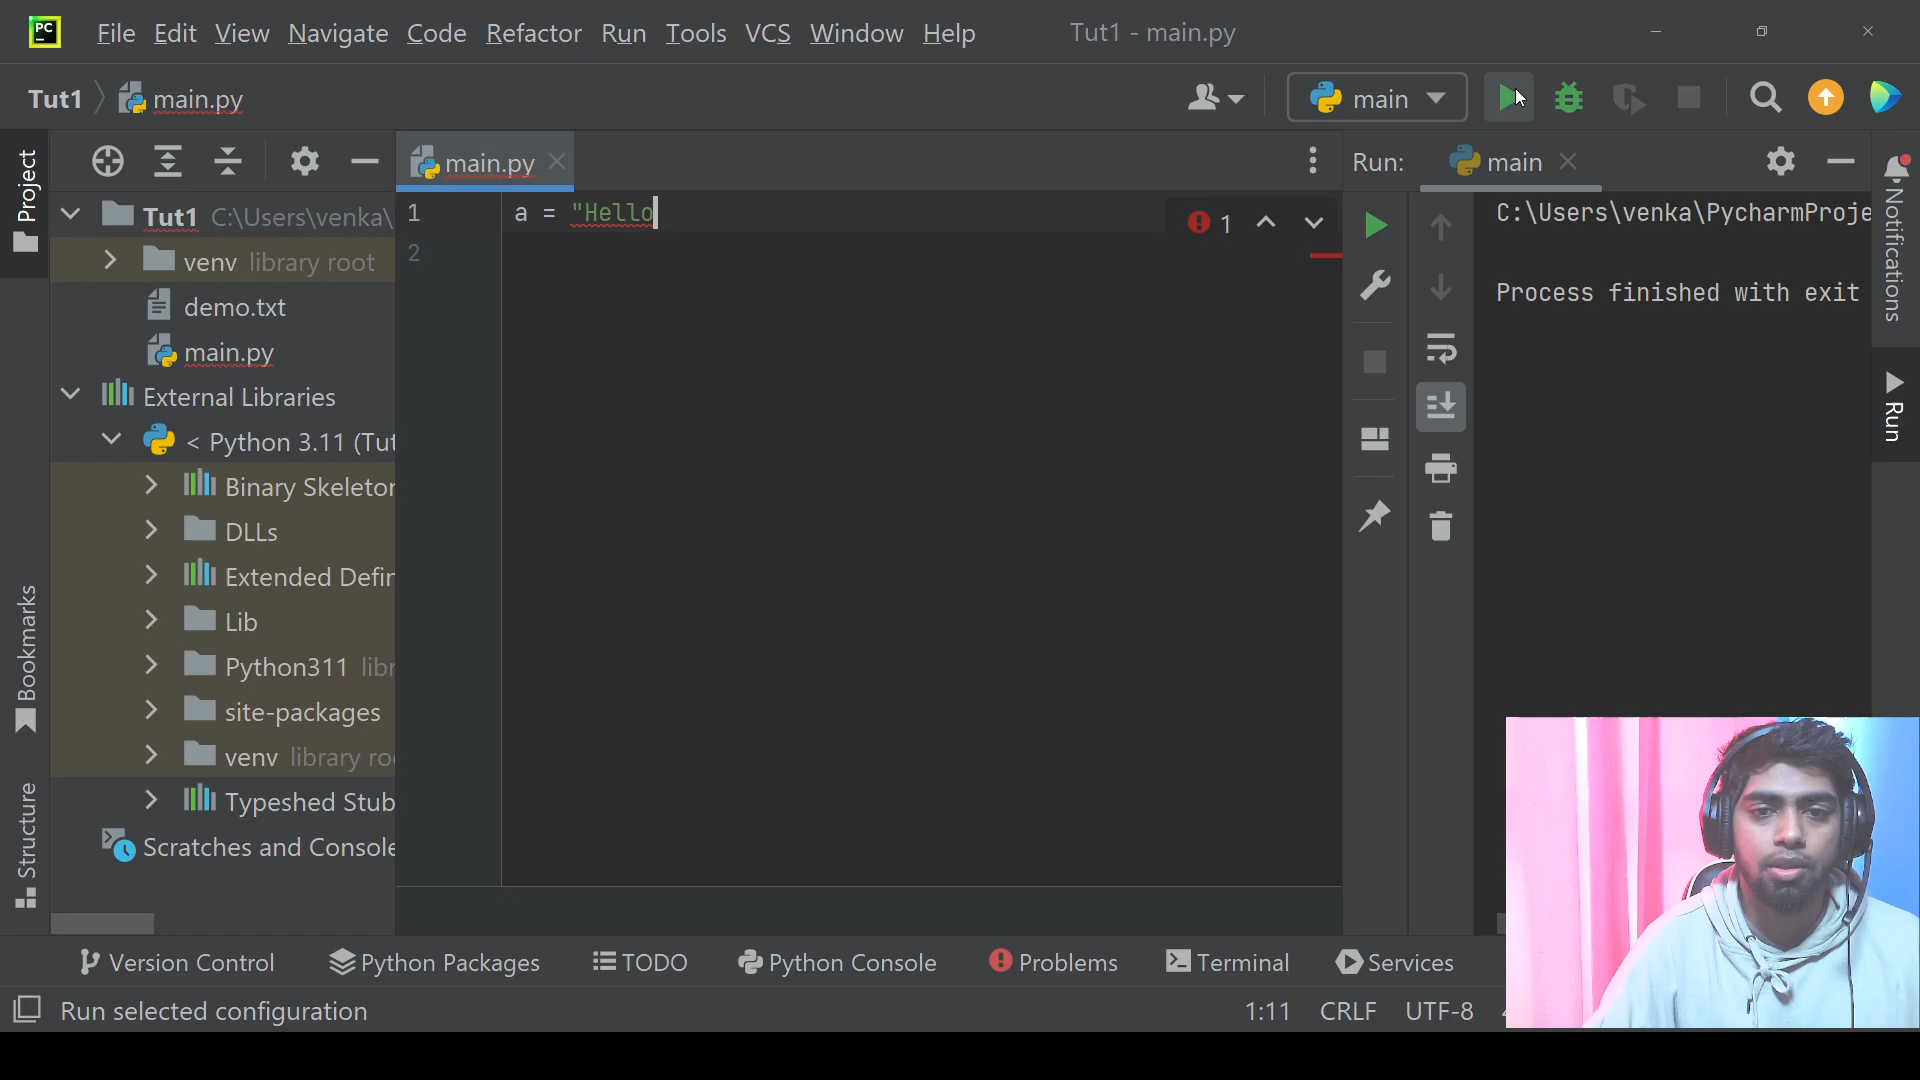 PC File Edit View Navigate Code Refactor Run Tools VCS Window Help Tut1 - main.py
Tut1 main.py main
Project main.py Run: main
Tut1 C:\Users\venka\
venv library root
demo.txt
main.py
External Libraries
< Python 3.11 (Tut
Binary Skeletor
DLLs
Extended Defir
Lib
Python311 libr
site-packages
venv library ro
Typeshed Stub
Scratches and Console
1 a = "Hello
2
1
C:\Users\venka\PycharmProje
Process finished with exit
Notifications
Run
Bookmarks
Structure
Version Control Python Packages TODO Python Console Problems Terminal Services
Run selected configuration 1:11 CRLF UTF-8